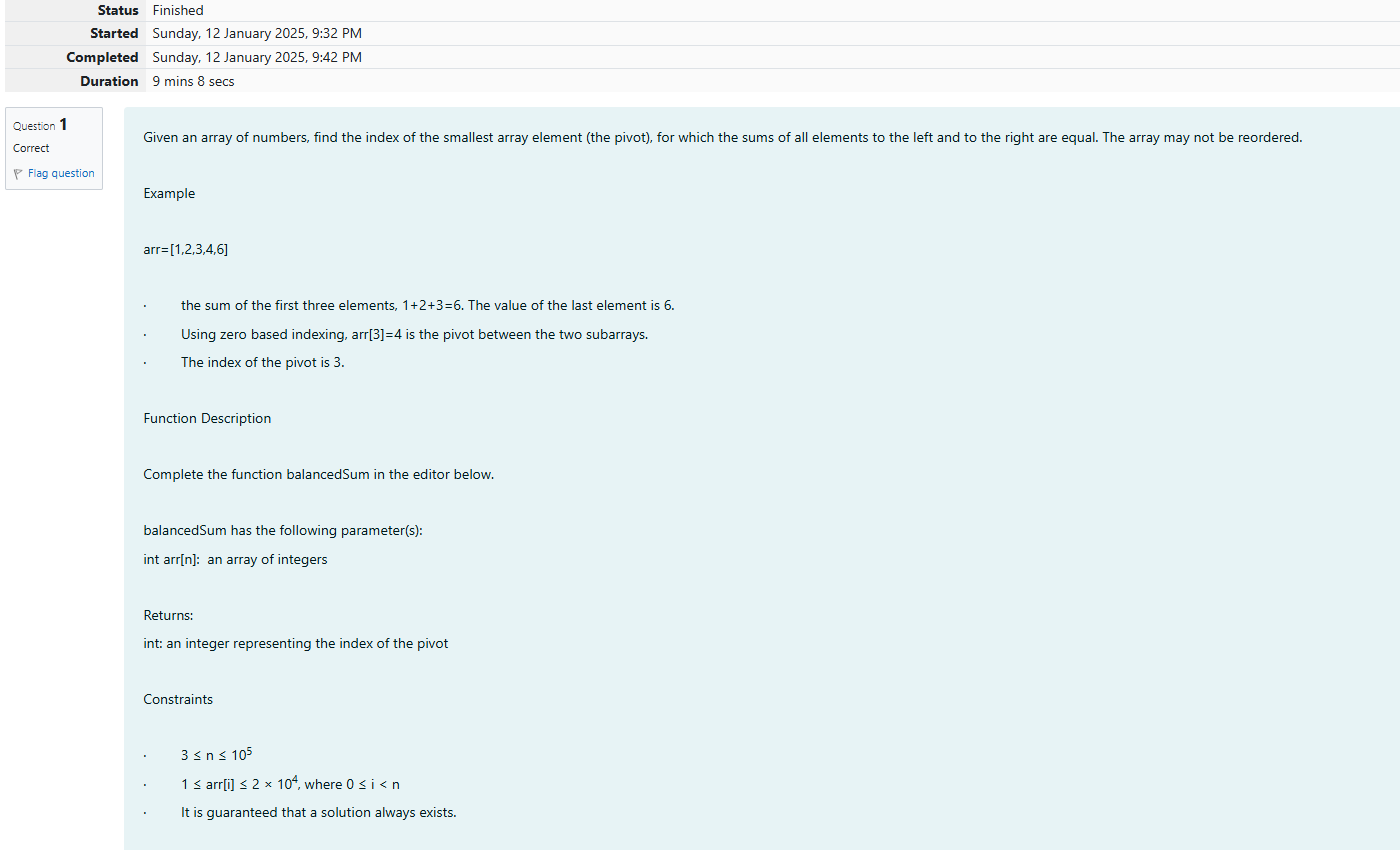 Status Finished
Started Sunday, 12 January 2025, 9:32 PM
Completed Sunday, 12 January 2025, 9:42 PM
Duration 9 mins 8 secs
Question 1
Correct
Flag question
Given an array of numbers, find the index of the smallest array element (the pivot), for which the sums of all elements to the left and to the right are equal. The array may not be reordered.
Example
arr=[1,2,3,4,6]
· the sum of the first three elements, 1+2+3=6. The value of the last element is 6.
· Using zero based indexing, arr[3]=4 is the pivot between the two subarrays.
· The index of the pivot is 3.
Function Description
Complete the function balancedSum in the editor below.
balancedSum has the following parameter(s):
int arr[n]: an array of integers
Returns:
int: an integer representing the index of the pivot
Constraints
· 3 ≤ n ≤ 10⁵
· 1 ≤ arr[i] ≤ 2 × 10⁴, where 0 ≤ i < n
· It is guaranteed that a solution always exists.